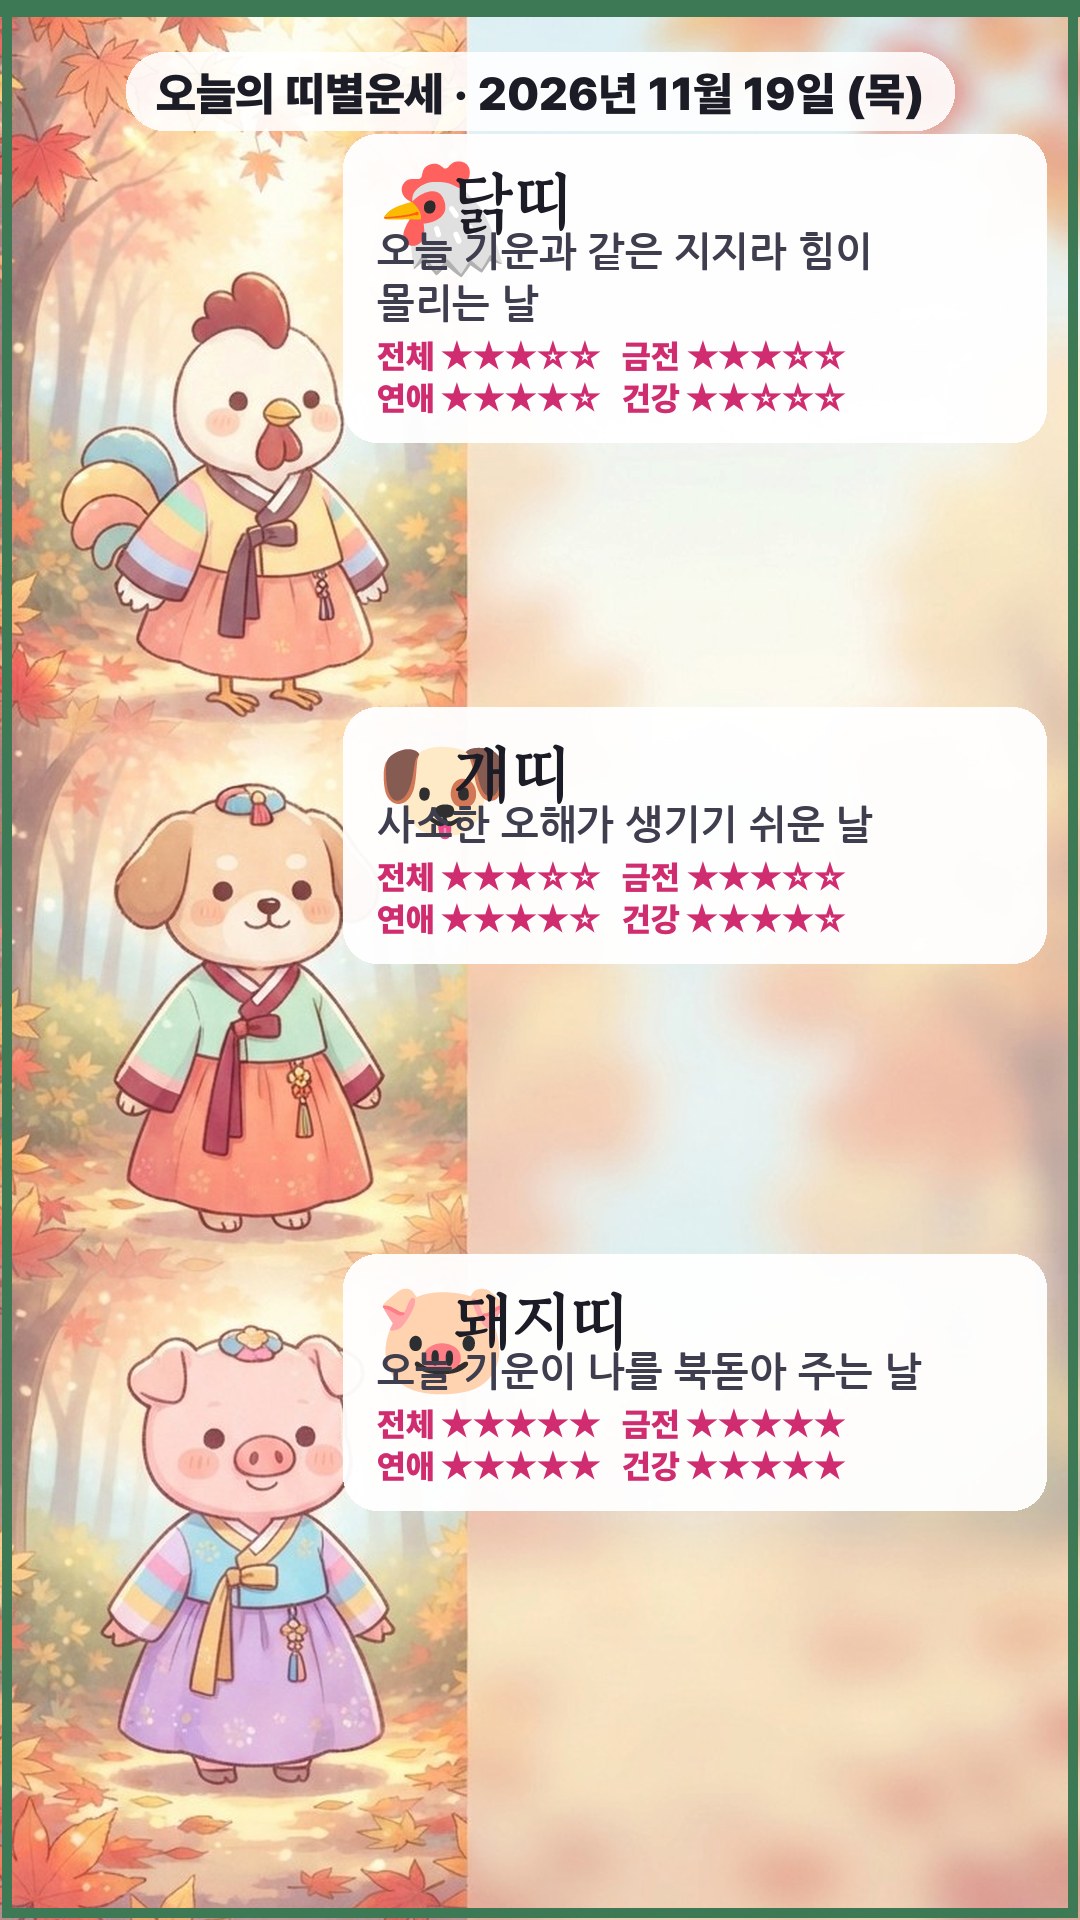 오늘의 띠별운세 · 2026년 11월 19일 (목)
닭띠
오늘 기운과 같은 지지라 힘이
몰리는 날
전체 ★★★☆☆ 금전 ★★★☆☆
연애 ★★★★☆ 건강 ★★☆☆☆
개띠
사소한 오해가 생기기 쉬운 날
전체 ★★★☆☆ 금전 ★★★☆☆
연애 ★★★★☆ 건강 ★★★★☆
돼지띠
오늘 기운이 나를 북돋아 주는 날
전체 ★★★★★ 금전 ★★★★★
연애 ★★★★★ 건강 ★★★★★